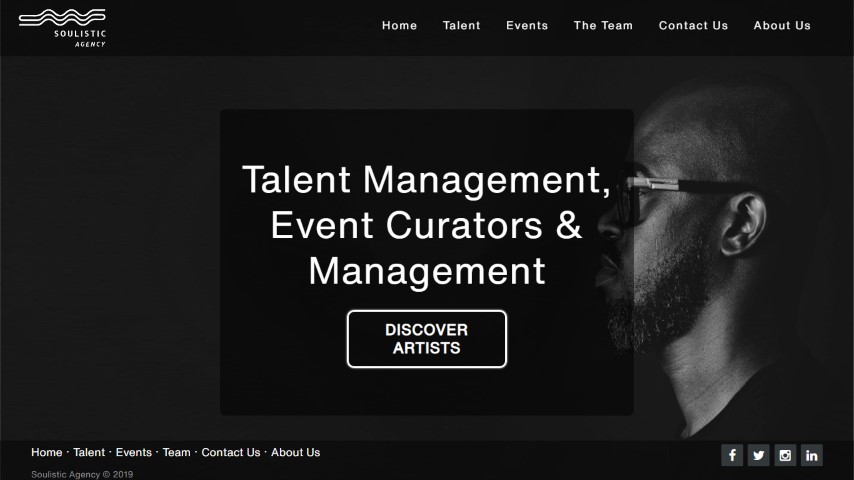 SOULISTIC
AGENCY
Home Talent Events The Team Contact Us About Us
Talent Management,
Event Curators &
Management
DISCOVER
ARTISTS
Home · Talent · Events · Team · Contact Us · About Us
Soulistic Agency © 2019